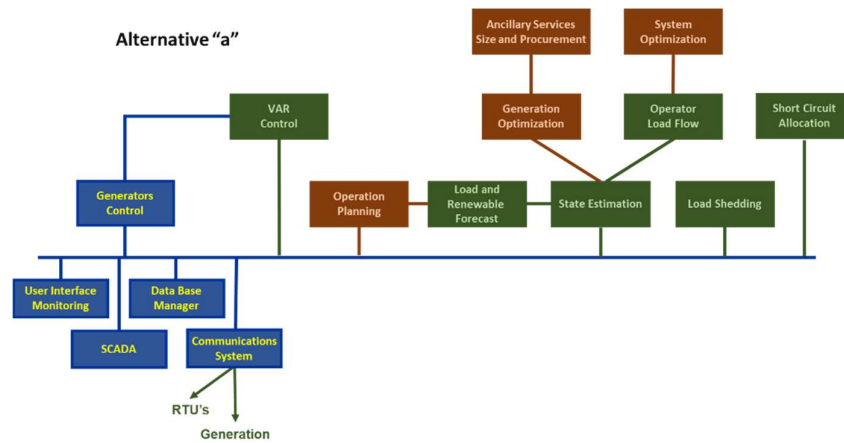 Alternative “a”
Ancillary Services
Size and Procurement
System
Optimization
VAR
Control
Generation
Optimization
Operator
Load Flow
Short Circuit
Allocation
Generators
Control
Operation
Planning
Load and
Renewable
Forecast
State Estimation
Load Shedding
User Interface
Monitoring
Data Base
Manager
SCADA
Communications
System
RTU's
Generation